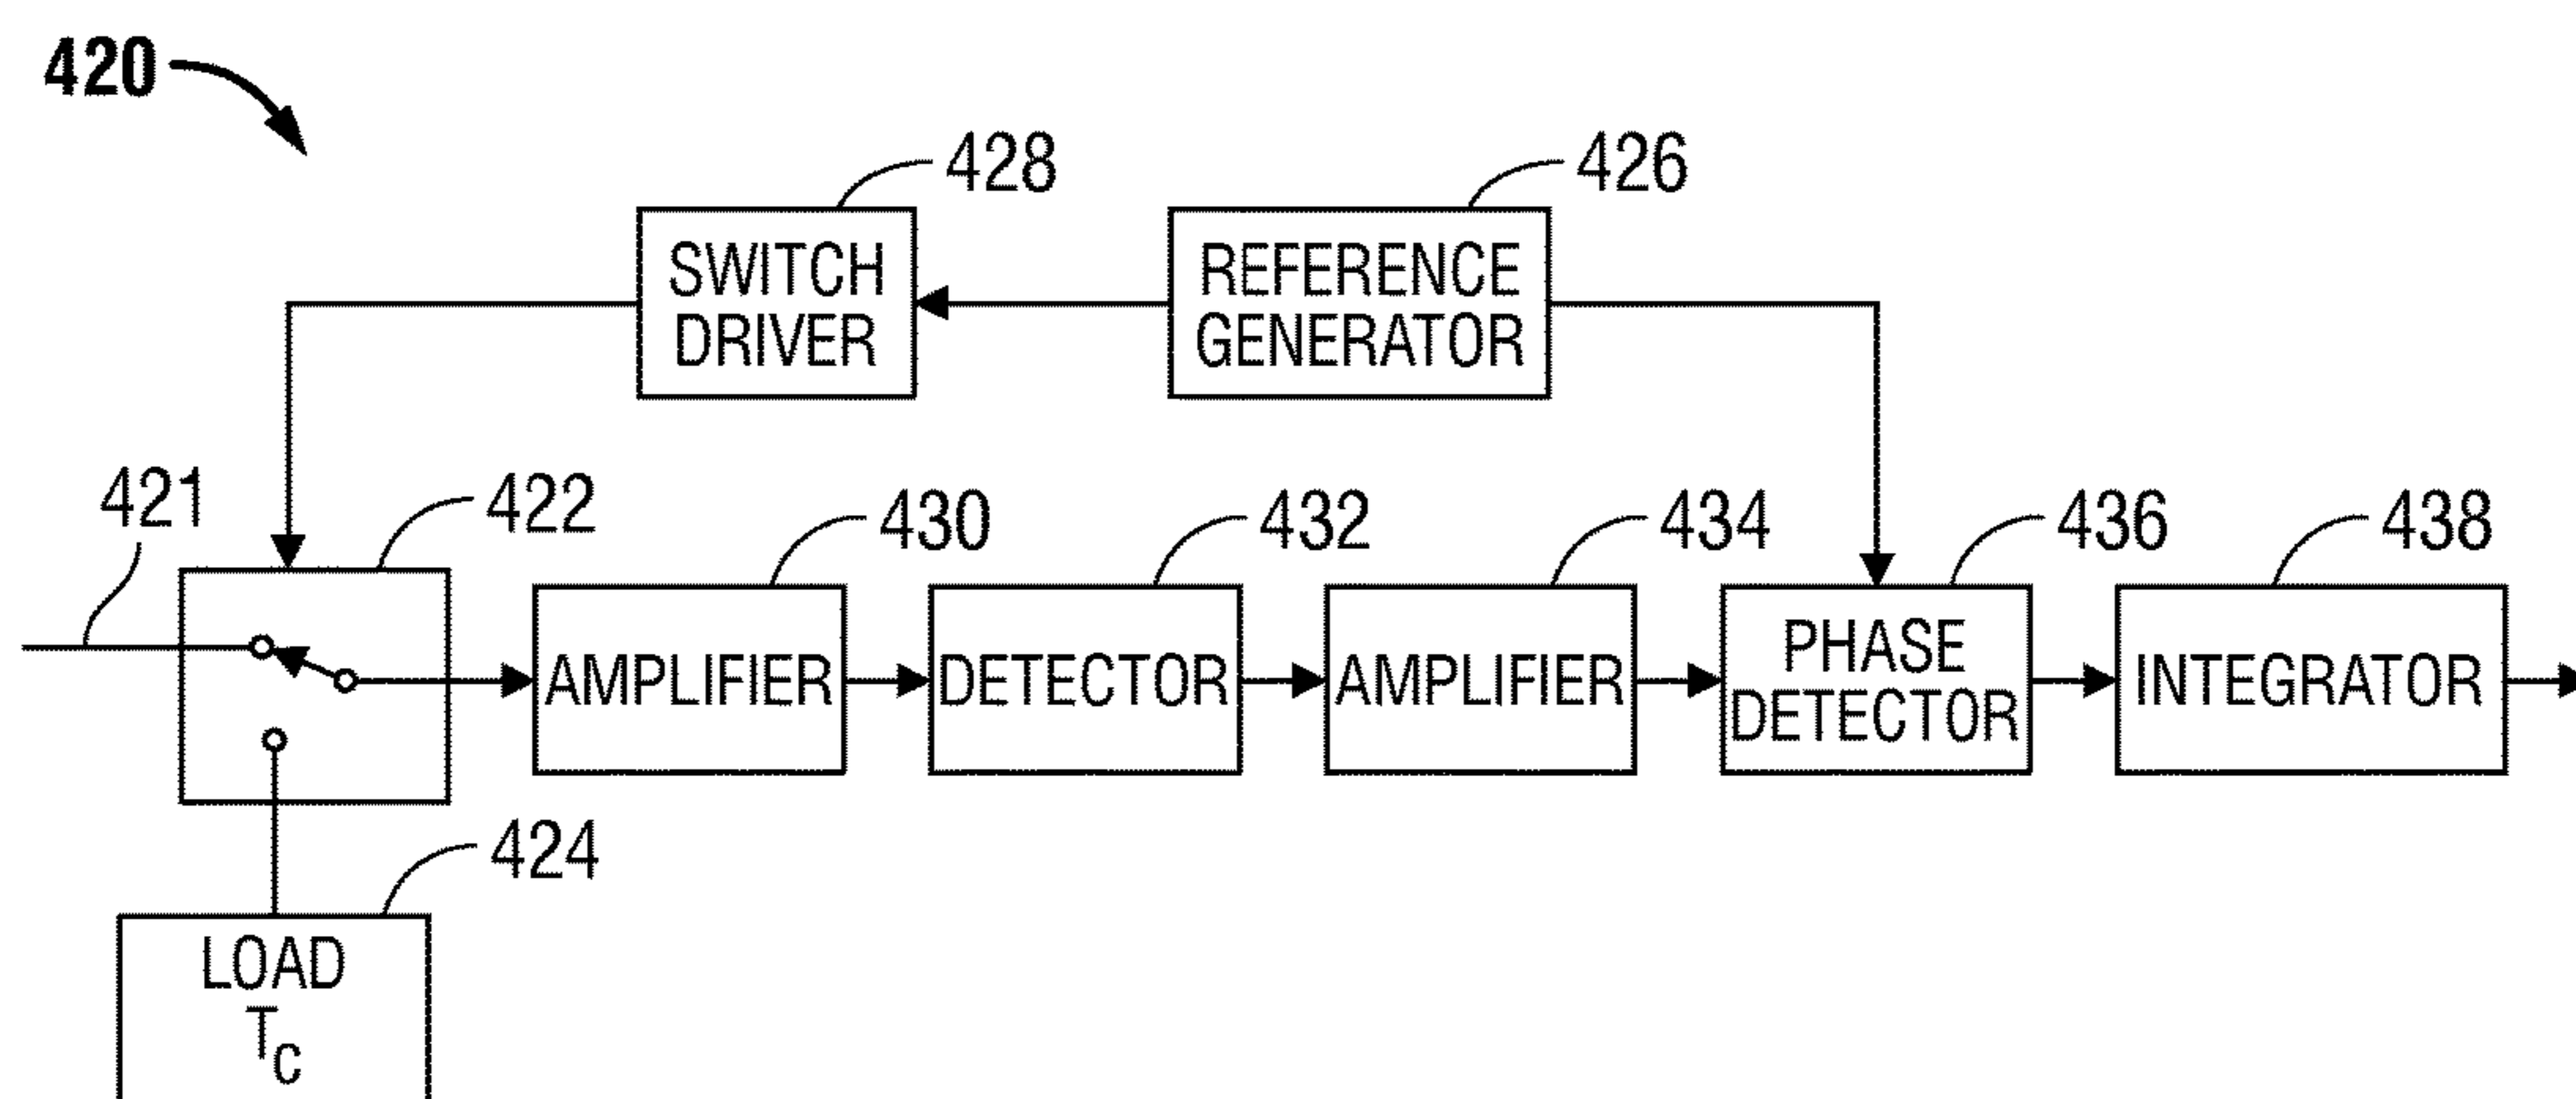 420
428
426
SWITCH
DRIVER
REFERENCE
GENERATOR
421
422
430
432
434
436
438
AMPLIFIER
DETECTOR
AMPLIFIER
PHASE
DETECTOR
INTEGRATOR
424
LOAD
TC